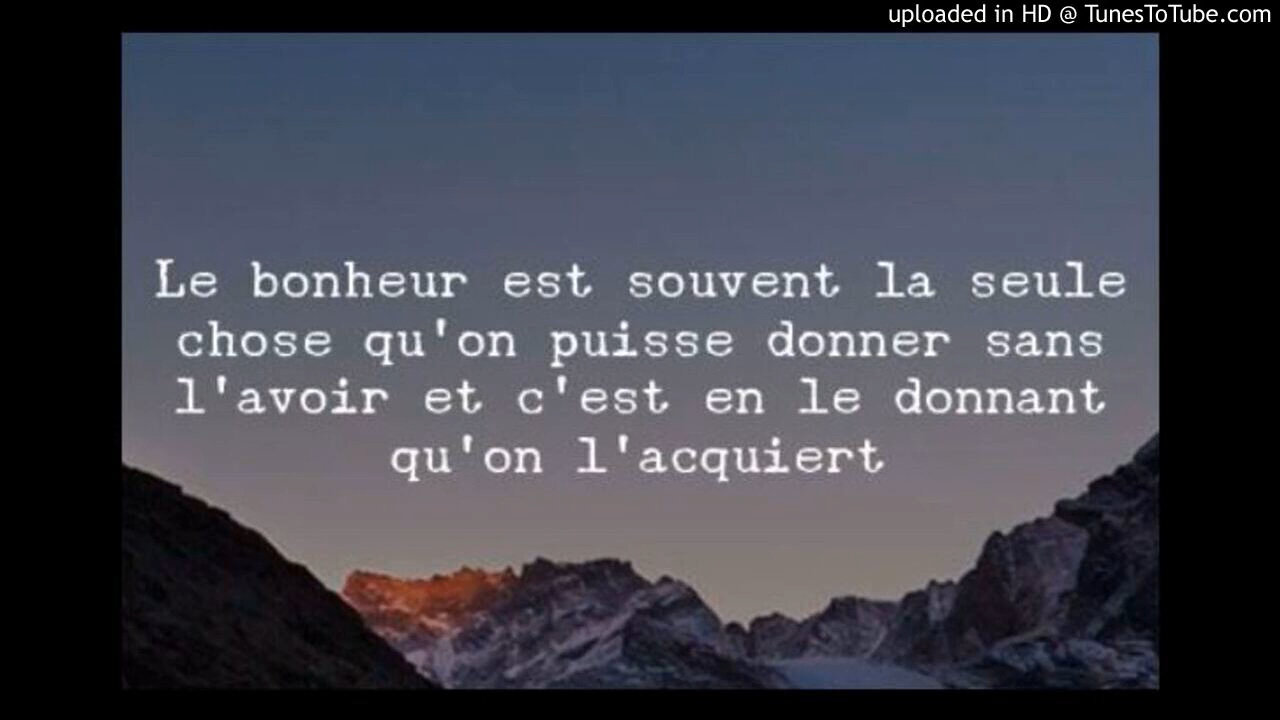 uploaded in HD @ TunesToTube.com
Le bonheur est souvent la seule
chose qu'on puisse donner sans
l'avoir et c'est en le donnant
qu'on l'acquiert